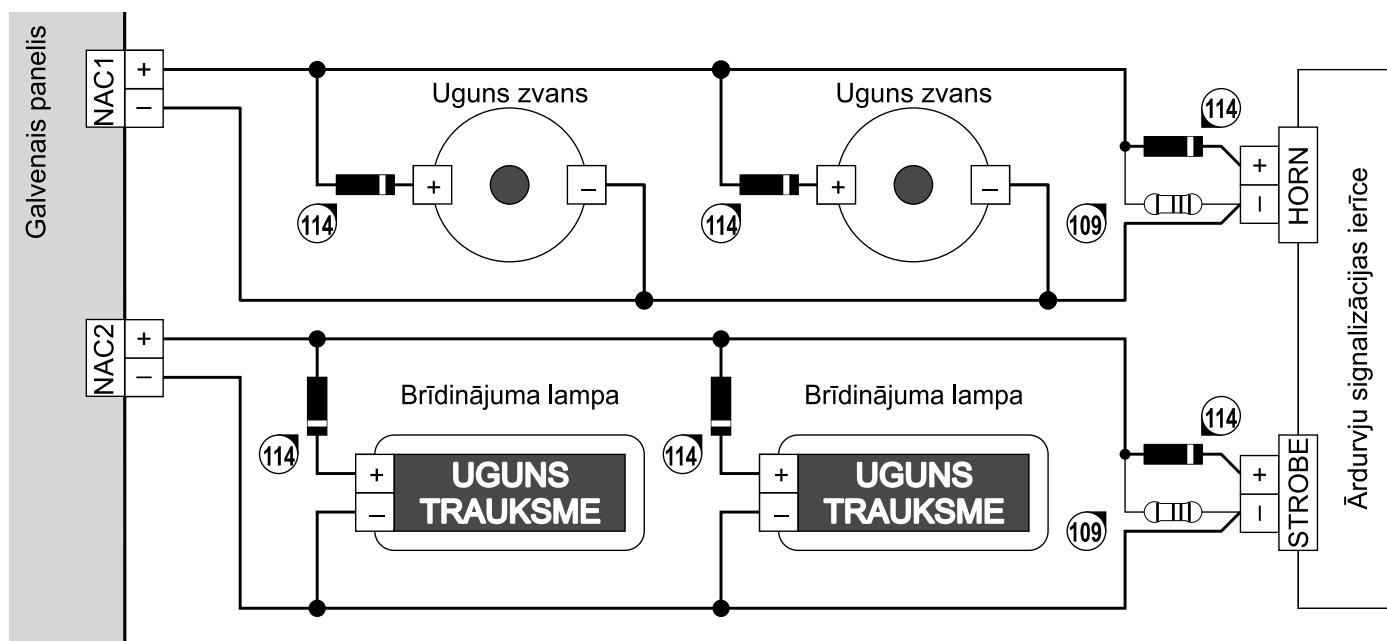 Galvenais panelis
NAC1
+
–
Uguns zvans
+
–
114
Uguns zvans
+
–
114
114
109
+
–
HORN
Ārdurvju signalizācijas ierīce
NAC2
+
–
Brīdinājuma lampa
114
+
–
UGUNS
TRAUKSME
Brīdinājuma lampa
114
+
–
UGUNS
TRAUKSME
114
109
+
–
STROBE